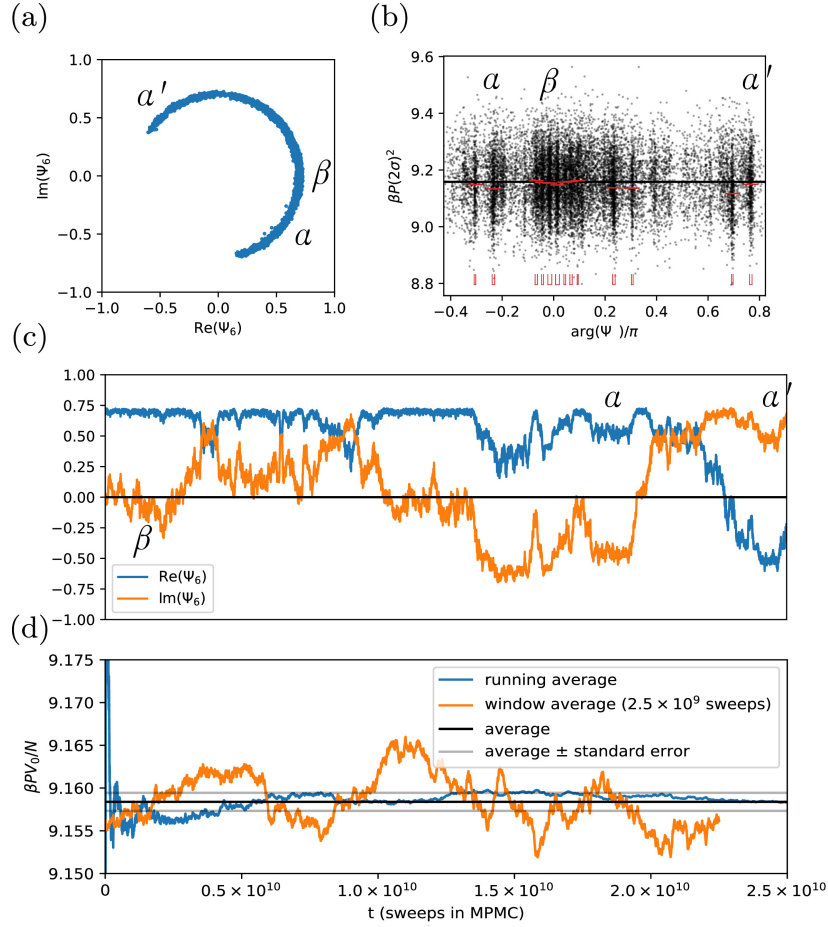 (a)
1.0
0.5
0.0
−0.5
−1.0
−1.0 −0.5 0.0 0.5 1.0
Im(Ψ₆)
Re(Ψ₆)
α′
β
α
(b)
9.6
9.4
9.2
9.0
8.8
−0.4 −0.2 0.0 0.2 0.4 0.6 0.8
βP(2σ)²
arg(Ψ )/π
α
β
α′
(c)
1.00
0.75
0.50
0.25
0.00
−0.25
−0.50
−0.75
−1.00
α
α′
β
Re(Ψ₆)
Im(Ψ₆)
(d)
9.175
9.170
9.165
9.160
9.155
9.150
βPV₀/N
running average
window average (2.5 × 10⁹ sweeps)
average
average ± standard error
0 0.5×10¹⁰ 1.0×10¹⁰ 1.5×10¹⁰ 2.0×10¹⁰ 2.5×10¹⁰
t (sweeps in MPMC)